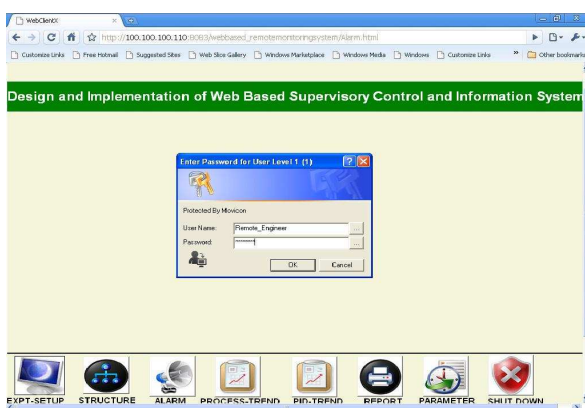 WebClientX
http://100.100.100.110:8083/webbased_remotemonitoringsystem/Alarm.html
Customize Links Free Hotmail Suggested Sites Web Slice Gallery Windows Marketplace Windows Media Windows Customize Links » Other bookmarks
Design and Implementation of Web Based Supervisory Control and Information System
Enter Password for User Level 1 (1)
Protected By Movicon
User Name: Remote_Engineer
Password:
OK Cancel
EXPT-SETUP STRUCTURE ALARM PROCESS-TREND PID-TREND REPORT PARAMETER SHUT DOWN